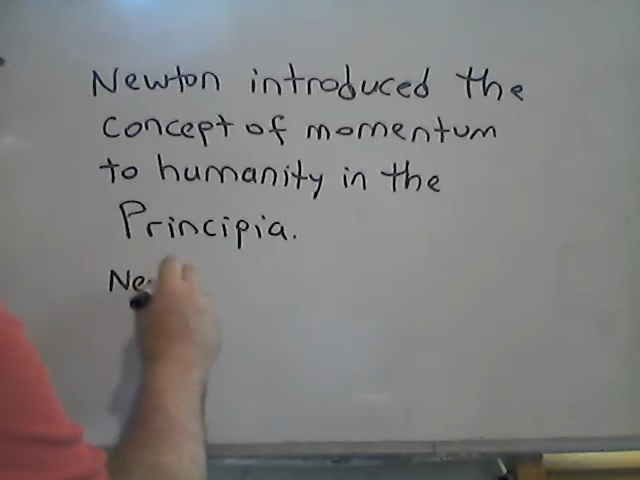 Newton introduced the
concept of momentum
to humanity in the
Principia.
Ne